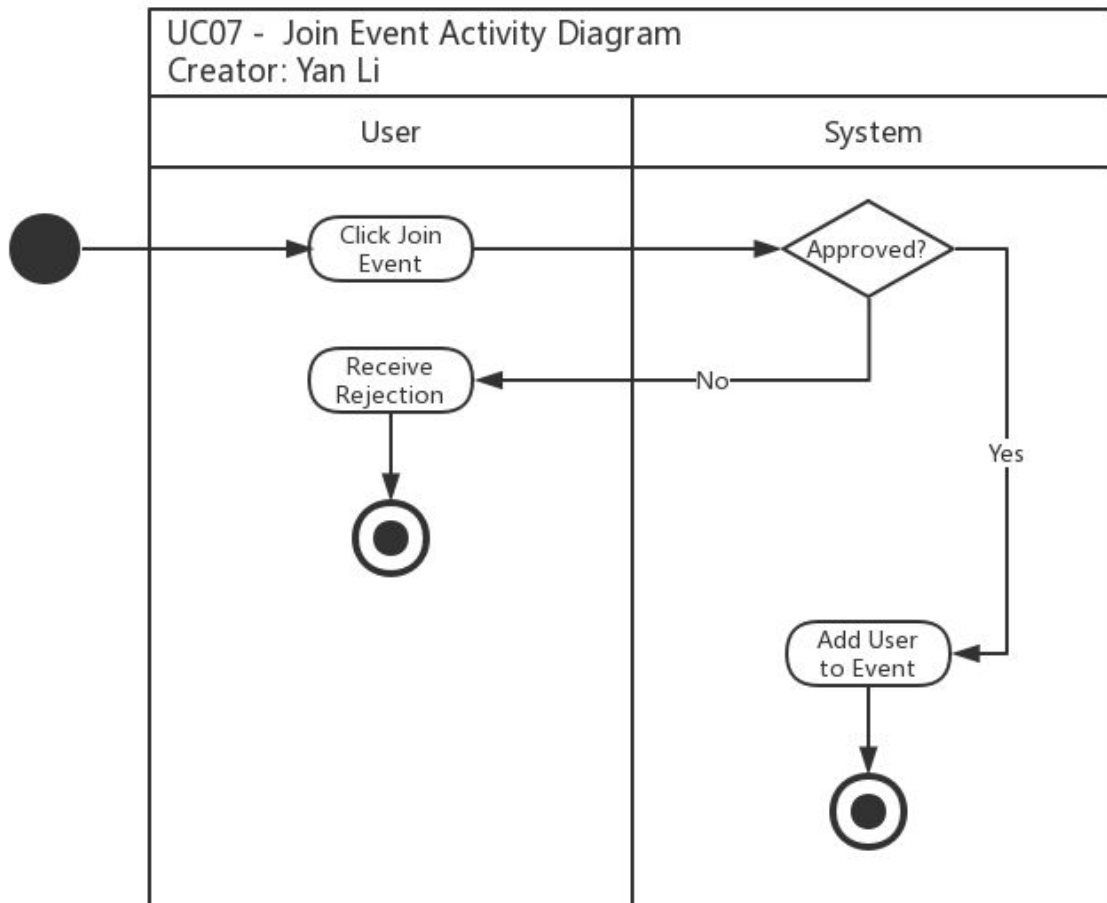 UC07 -  Join Event Activity Diagram
Creator: Yan Li
User
System
Click Join
Event
Approved?
Receive
Rejection
No
Yes
Add User
to Event